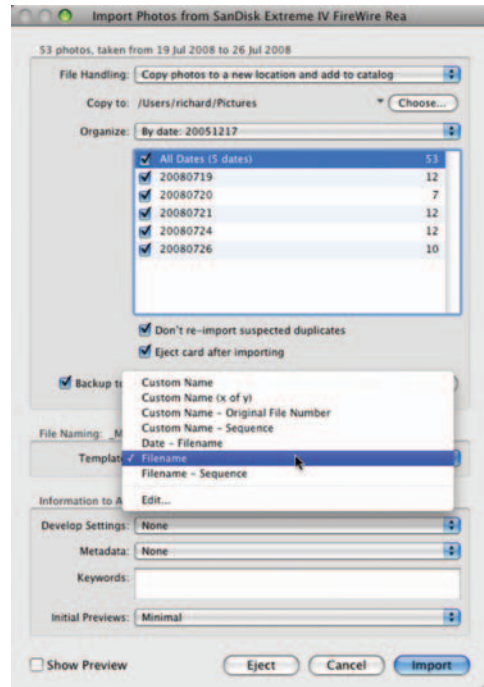 Import Photos from SanDisk Extreme IV FireWire Rea
53 photos, taken from 19 Jul 2008 to 26 Jul 2008
File Handling: Copy photos to a new location and add to catalog
Copy to: /Users/richard/Pictures Choose...
Organize: By date: 20051217
All Dates (5 dates) 53
20080719 12
20080720 7
20080721 12
20080724 12
20080726 10
Don't re-import suspected duplicates
Eject card after importing
Backup to
Custom Name
Custom Name (x of y)
Custom Name – Original File Number
Custom Name – Sequence
Date – Filename
File Naming: _M
Template Filename
Filename – Sequence
Edit...
Information to A
Develop Settings: None
Metadata: None
Keywords:
Initial Previews: Minimal
Show Preview Eject Cancel Import